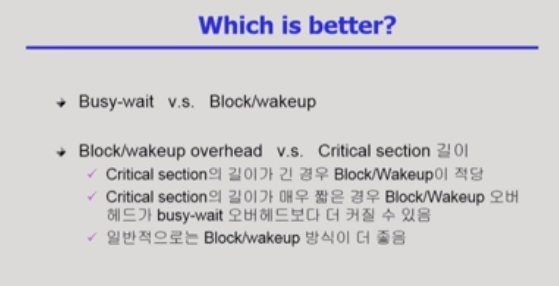 Which is better?
Busy-wait v.s. Block/wakeup
Block/wakeup overhead v.s. Critical section 길이
Critical section의 길이가 긴 경우 Block/Wakeup이 적당
Critical section의 길이가 매우 짧은 경우 Block/Wakeup 오버
헤드가 busy-wait 오버헤드보다 더 커질 수 있음
일반적으로는 Block/wakeup 방식이 더 좋음